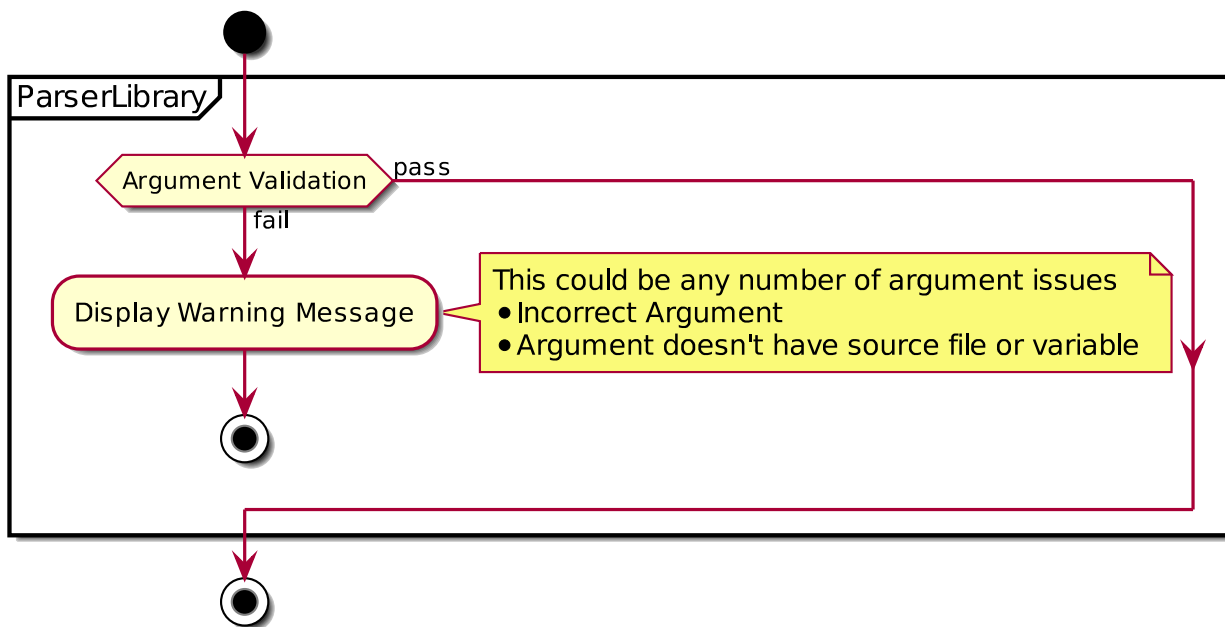 ParserLibrary
Argument Validation
pass
fail
Display Warning Message
This could be any number of argument issues
•Incorrect Argument
•Argument doesn't have source file or variable